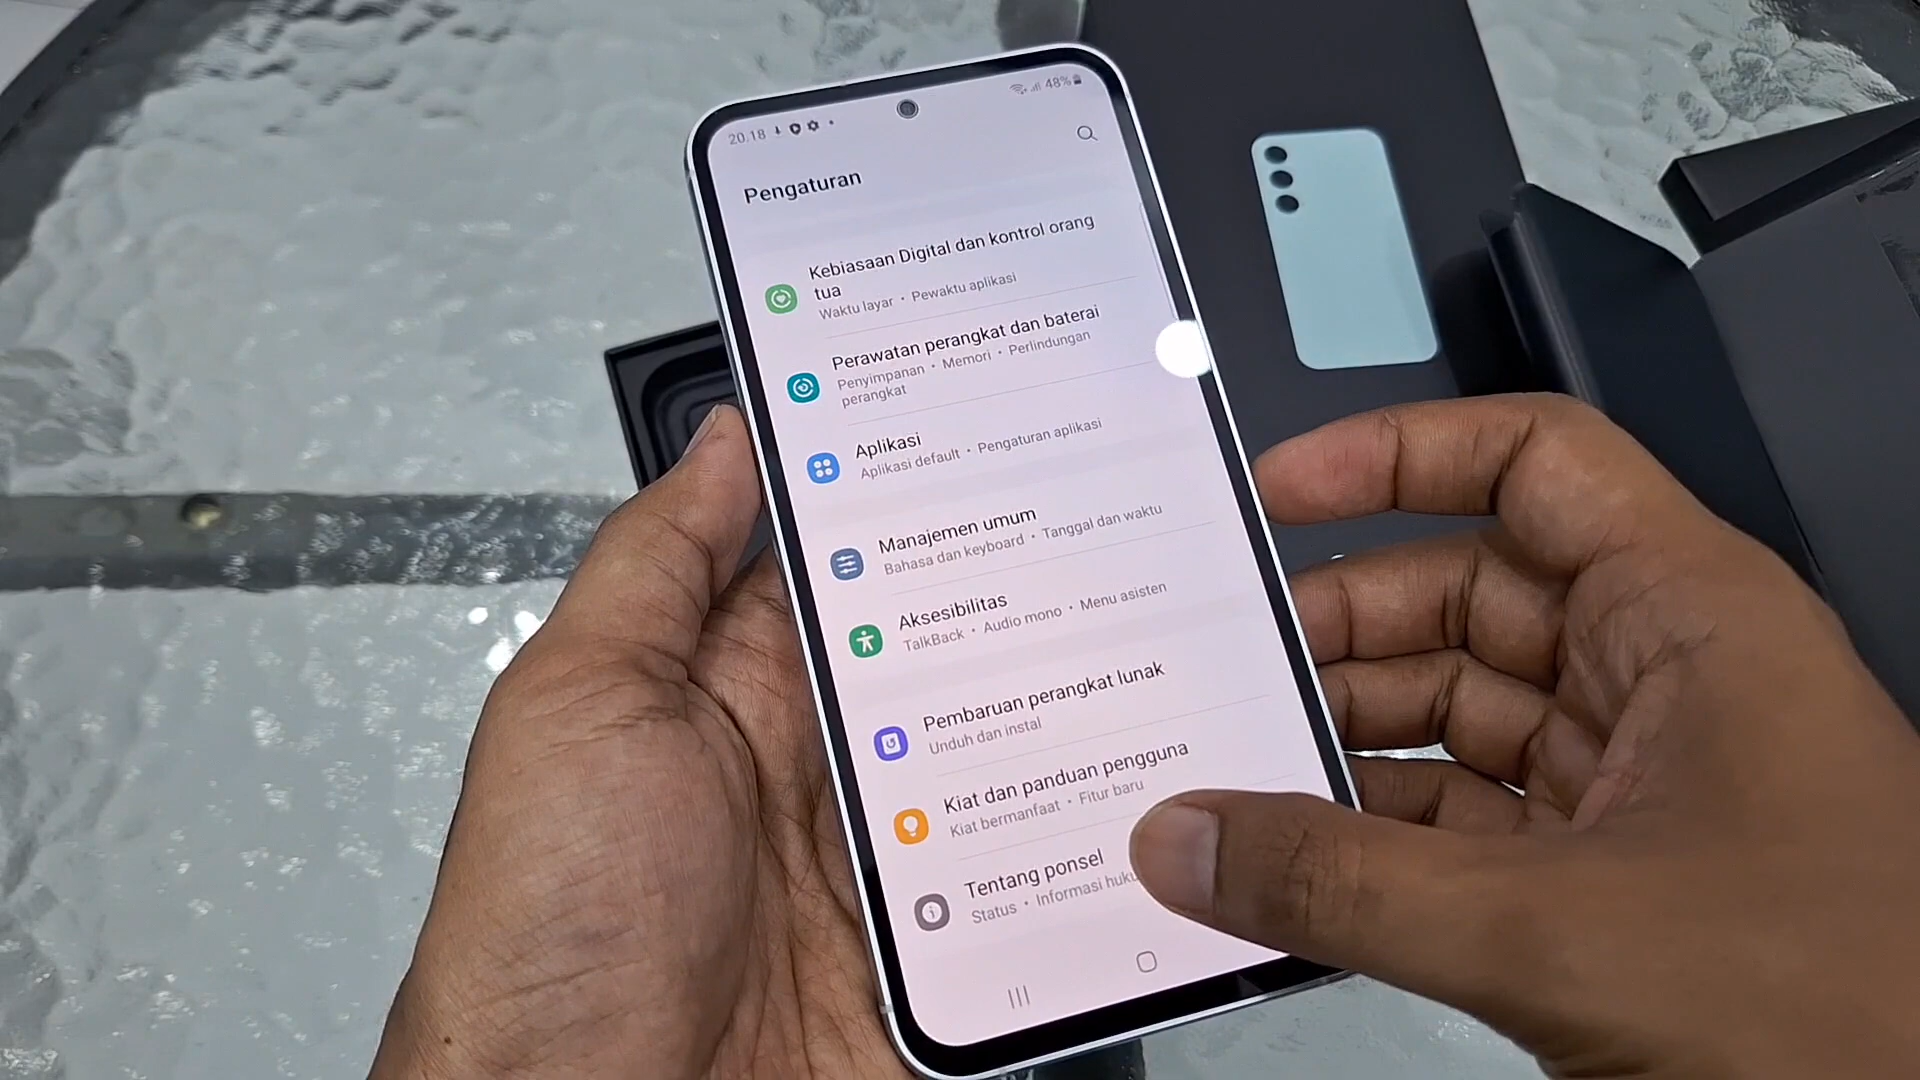 20.18
48%
Pengaturan
Kebiasaan Digital dan kontrol orang
tua
Waktu layar • Pewaktu aplikasi
Perawatan perangkat dan baterai
Penyimpanan • Memori • Perlindungan
perangkat
Aplikasi
Aplikasi default • Pengaturan aplikasi
Manajemen umum
Bahasa dan keyboard • Tanggal dan waktu
Aksesibilitas
TalkBack • Audio mono • Menu asisten
Pembaruan perangkat lunak
Unduh dan instal
Kiat dan panduan pengguna
Kiat bermanfaat • Fitur baru
Tentang ponsel
Status • Informasi